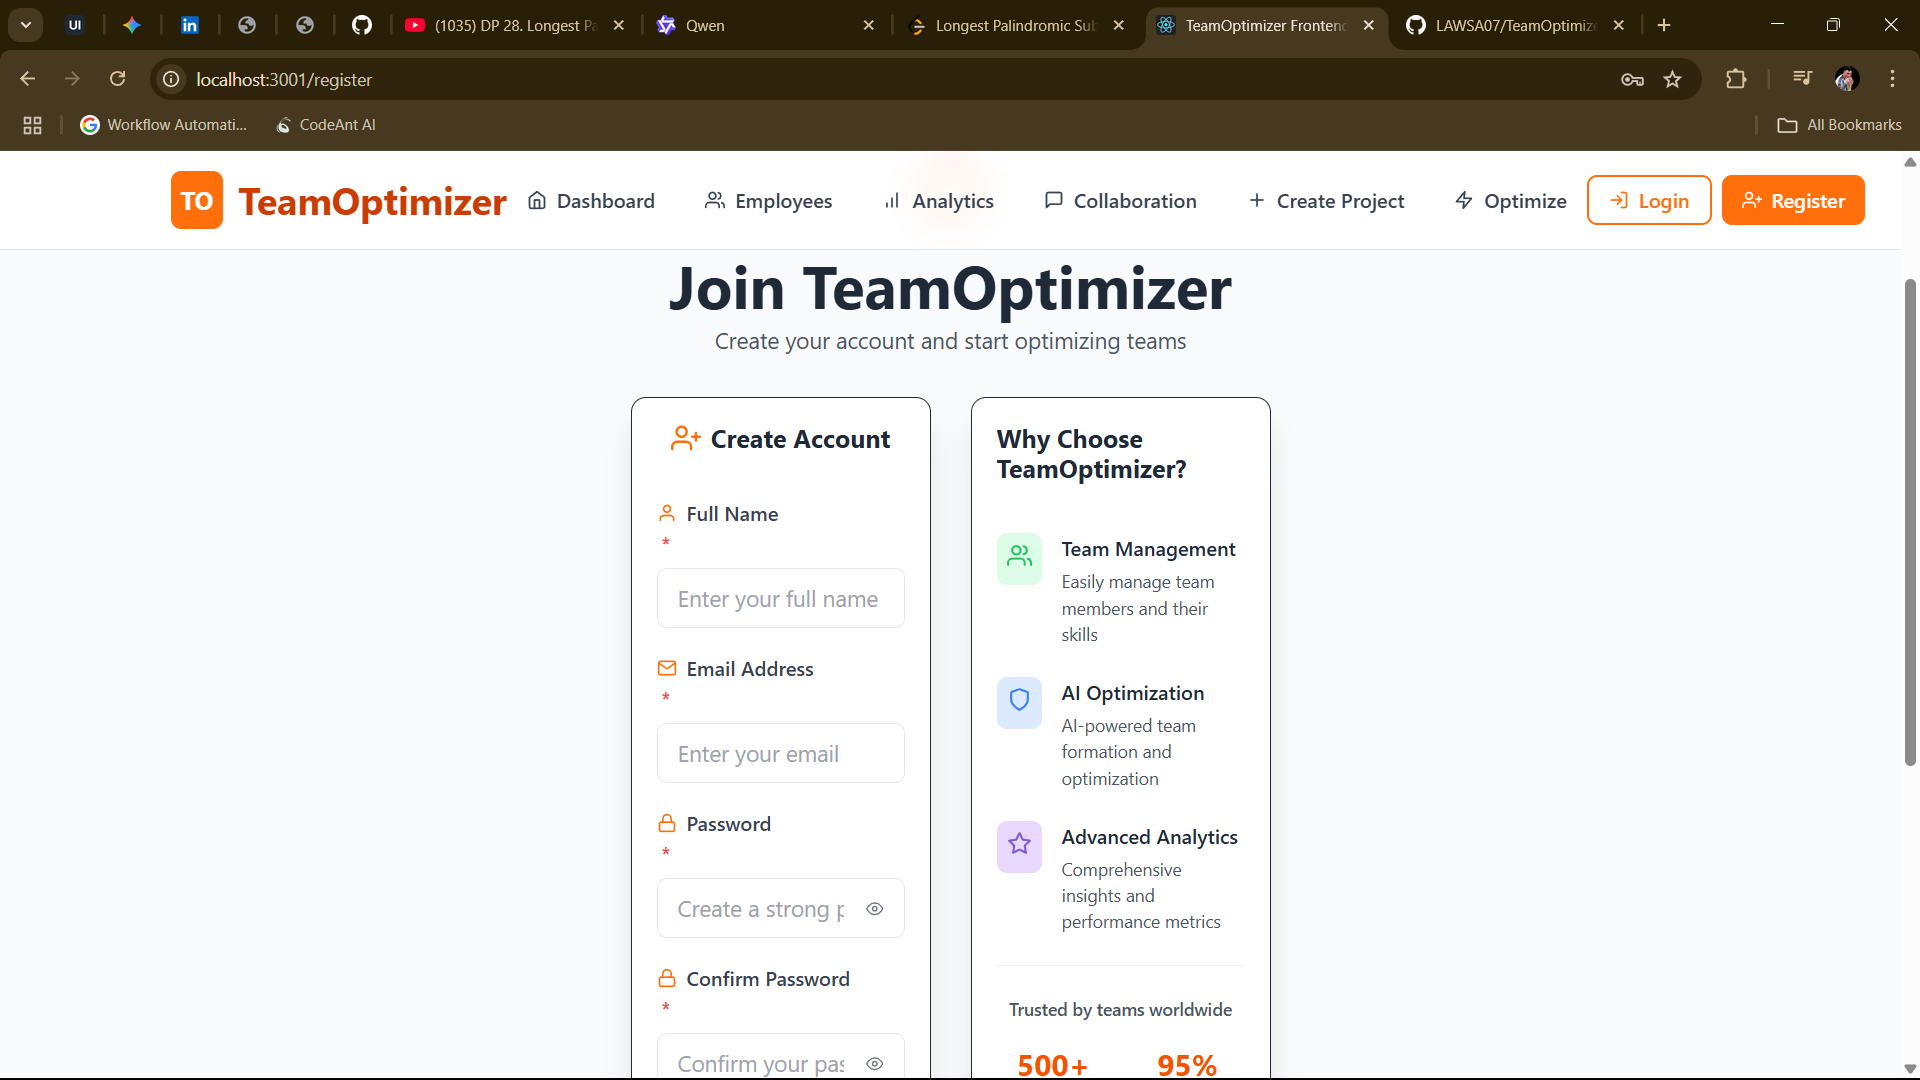 UI
(1035) DP 28. Longest Pa
Qwen
Longest Palindromic Sub
TeamOptimizer Frontend
LAWSA07/TeamOptimize
localhost:3001/register
Workflow Automati...
CodeAnt AI
All Bookmarks
TO
TeamOptimizer
Dashboard
Employees
Analytics
Collaboration
Create Project
Optimize
Login
Register
Join TeamOptimizer
Create your account and start optimizing teams
Create Account
Full Name
*
Enter your full name
Email Address
*
Enter your email
Password
*
Create a strong p
Confirm Password
*
Confirm your pas
Why Choose
TeamOptimizer?
Team Management
Easily manage team
members and their
skills
AI Optimization
AI-powered team
formation and
optimization
Advanced Analytics
Comprehensive
insights and
performance metrics
Trusted by teams worldwide
500+
95%